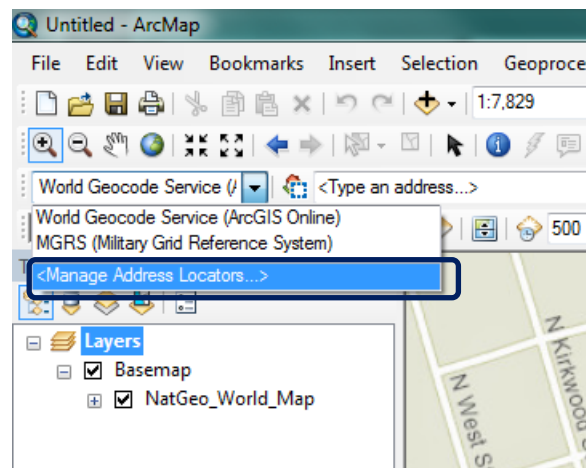 Untitled - ArcMap
File Edit View Bookmarks Insert Selection Geoproce
1:7,829
World Geocode Service (/ <Type an address...>
World Geocode Service (ArcGIS Online)
MGRS (Military Grid Reference System)
500
<Manage Address Locators...>
T
Layers
Basemap
NatGeo_World_Map
N Kirkwood
N West S